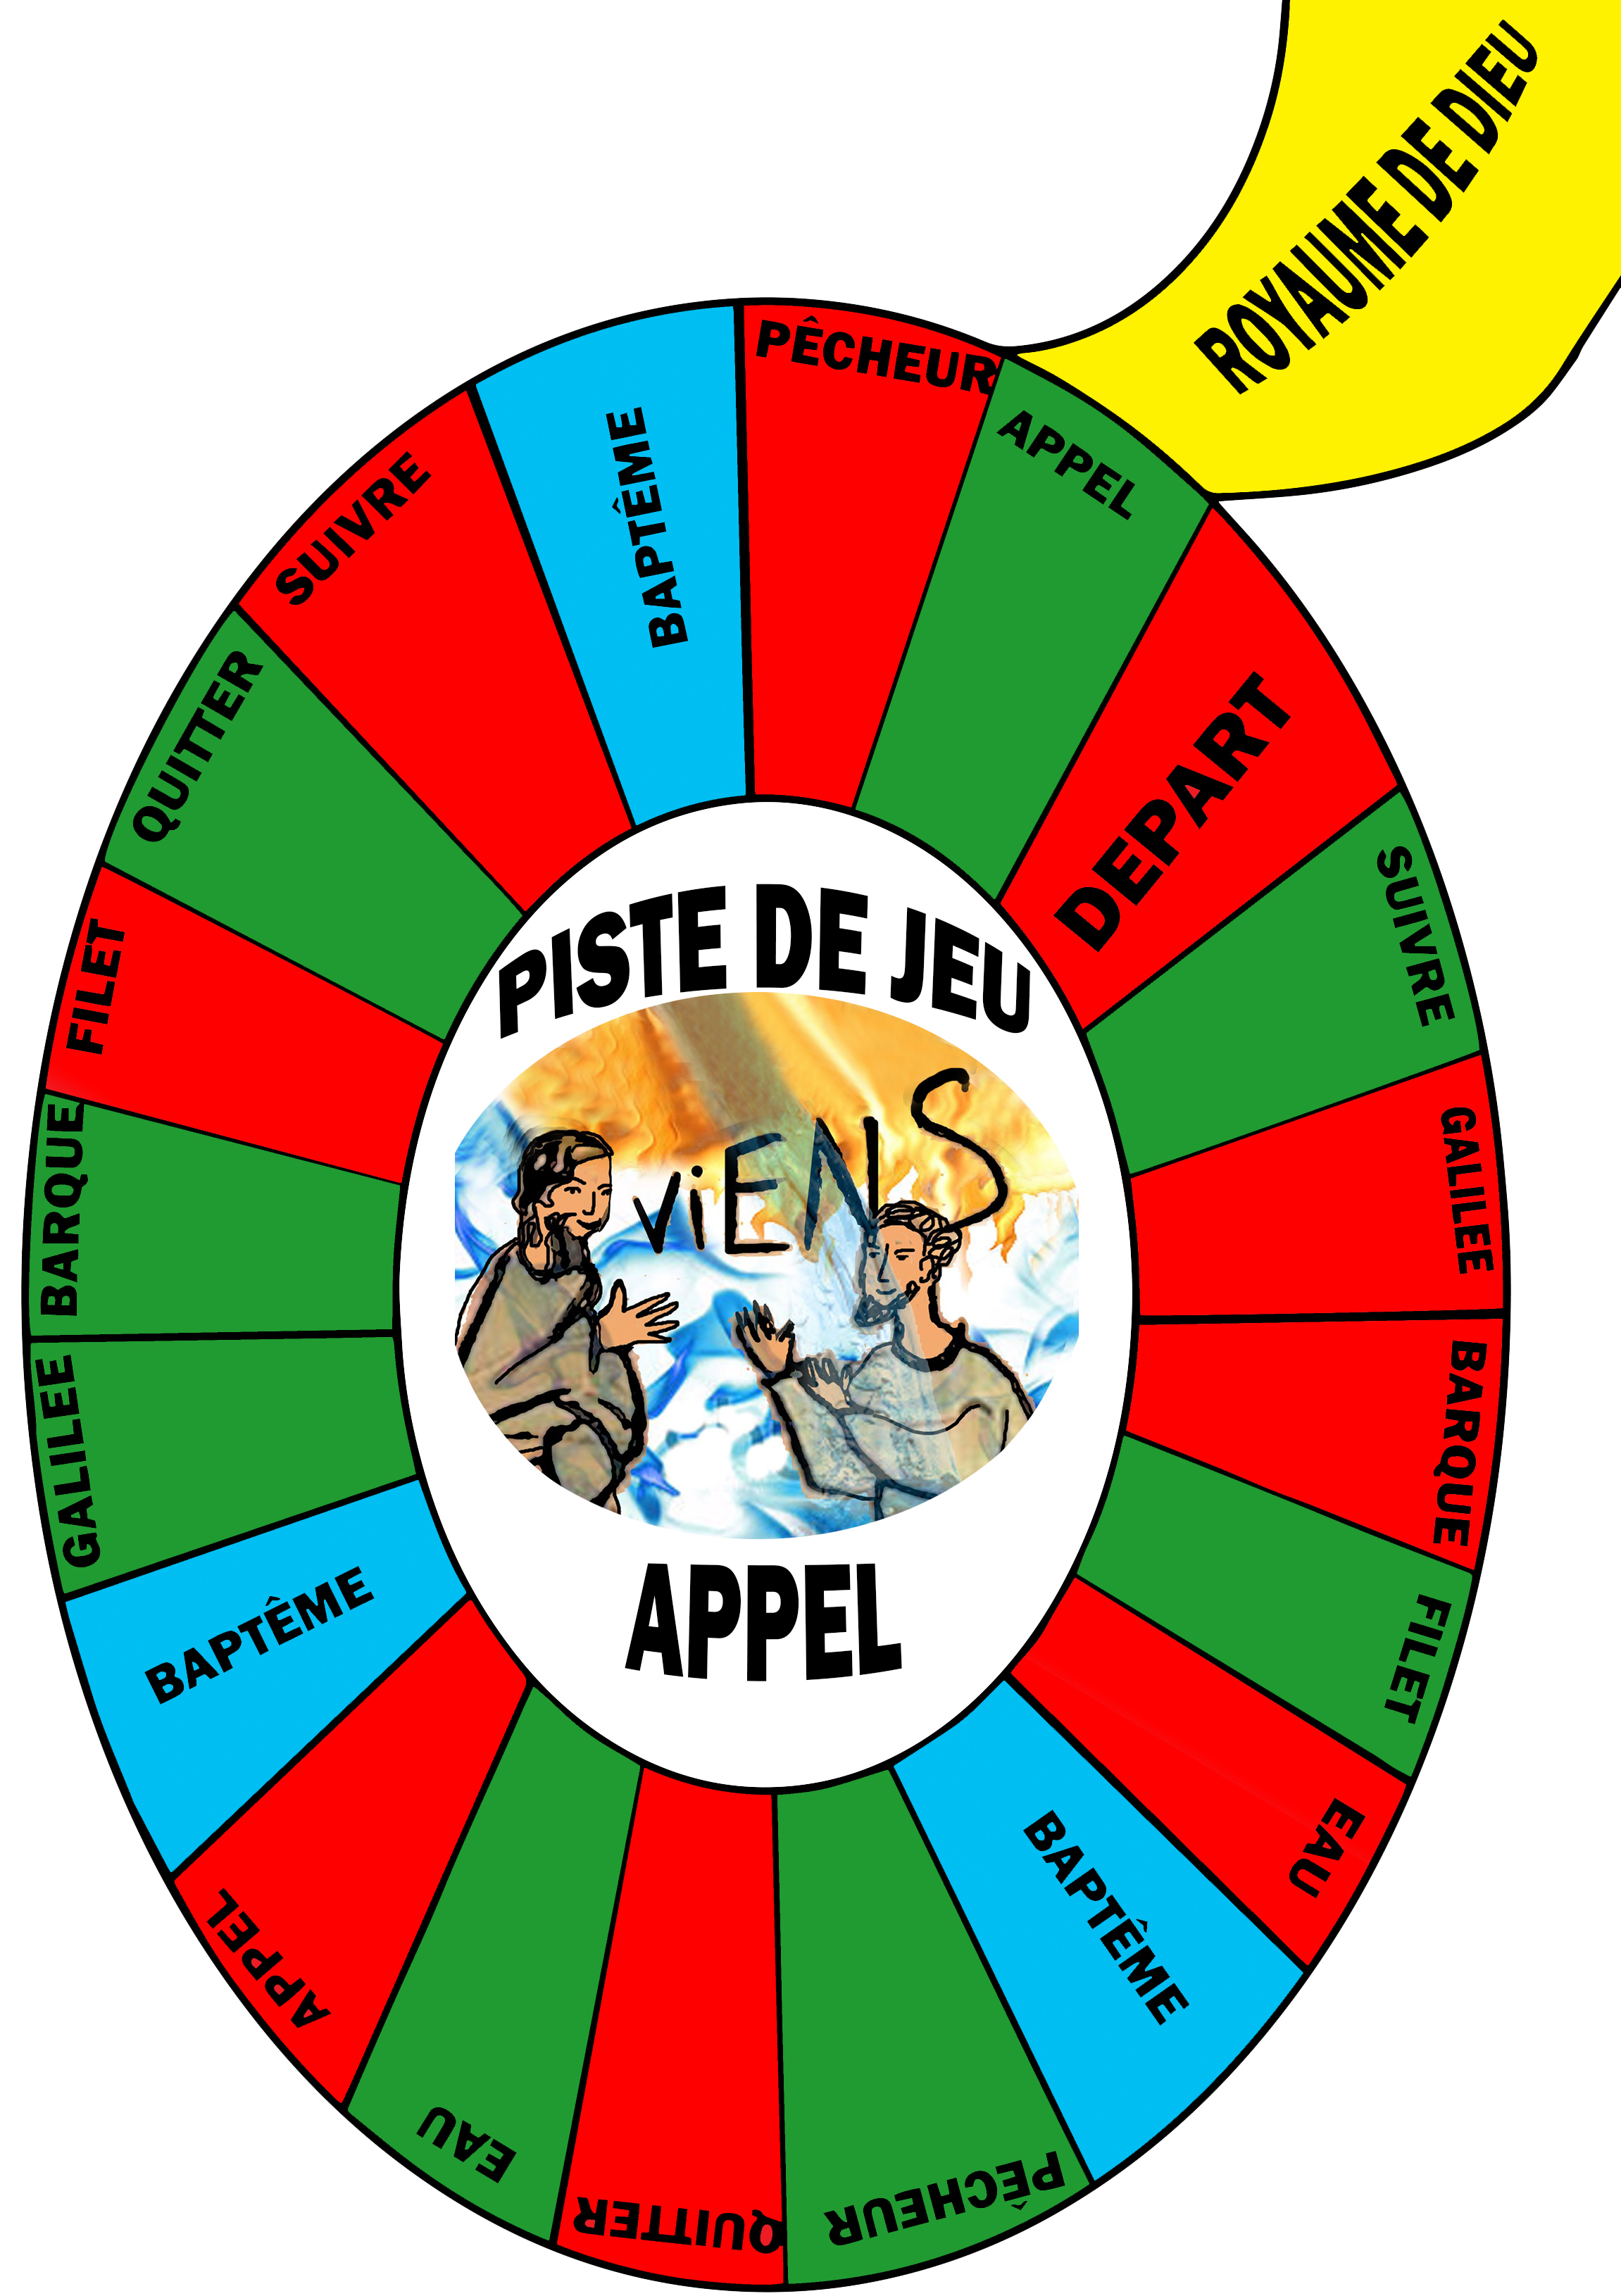 ROYAUME DE DIEU
DEPART
SUIVRE
GALILEE
BARQUE
FILET
EAU
BAPTÊME
PÊCHEUR
QUITTER
EAU
APPEL
BAPTÊME
GALILEE
BARQUE
FILET
QUITTER
SUIVRE
BAPTÊME
PÊCHEUR
APPEL
PISTE DE JEU
viENS
APPEL